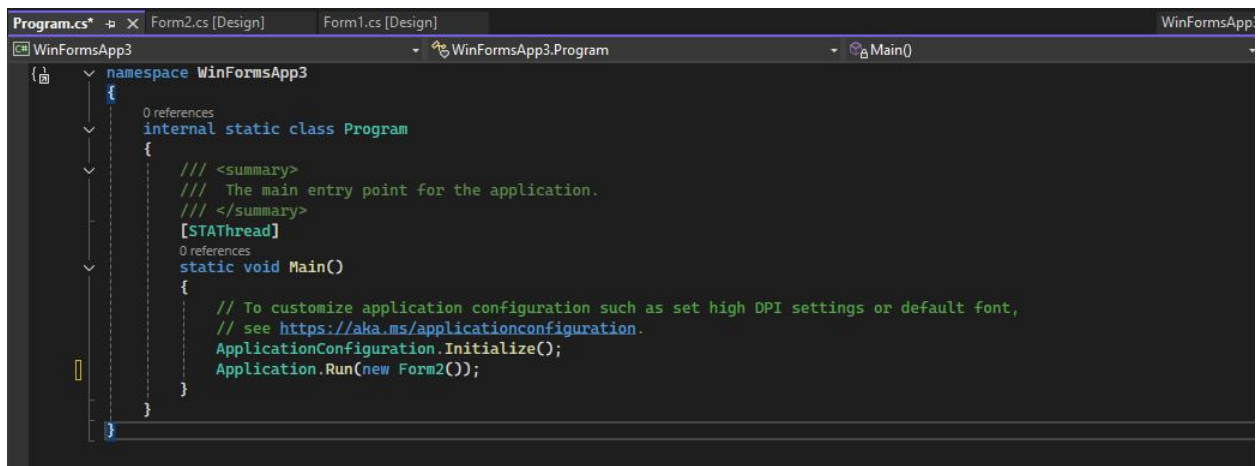 Program.cs* Form2.cs [Design] Form1.cs [Design] WinFormsApp3
WinFormsApp3 WinFormsApp3.Program Main()
namespace WinFormsApp3
{
0 references
internal static class Program
{
/// <summary>
/// The main entry point for the application.
/// </summary>
[STAThread]
0 references
static void Main()
{
// To customize application configuration such as set high DPI settings or default font,
// see https://aka.ms/applicationconfiguration.
ApplicationConfiguration.Initialize();
Application.Run(new Form2());
}
}
}